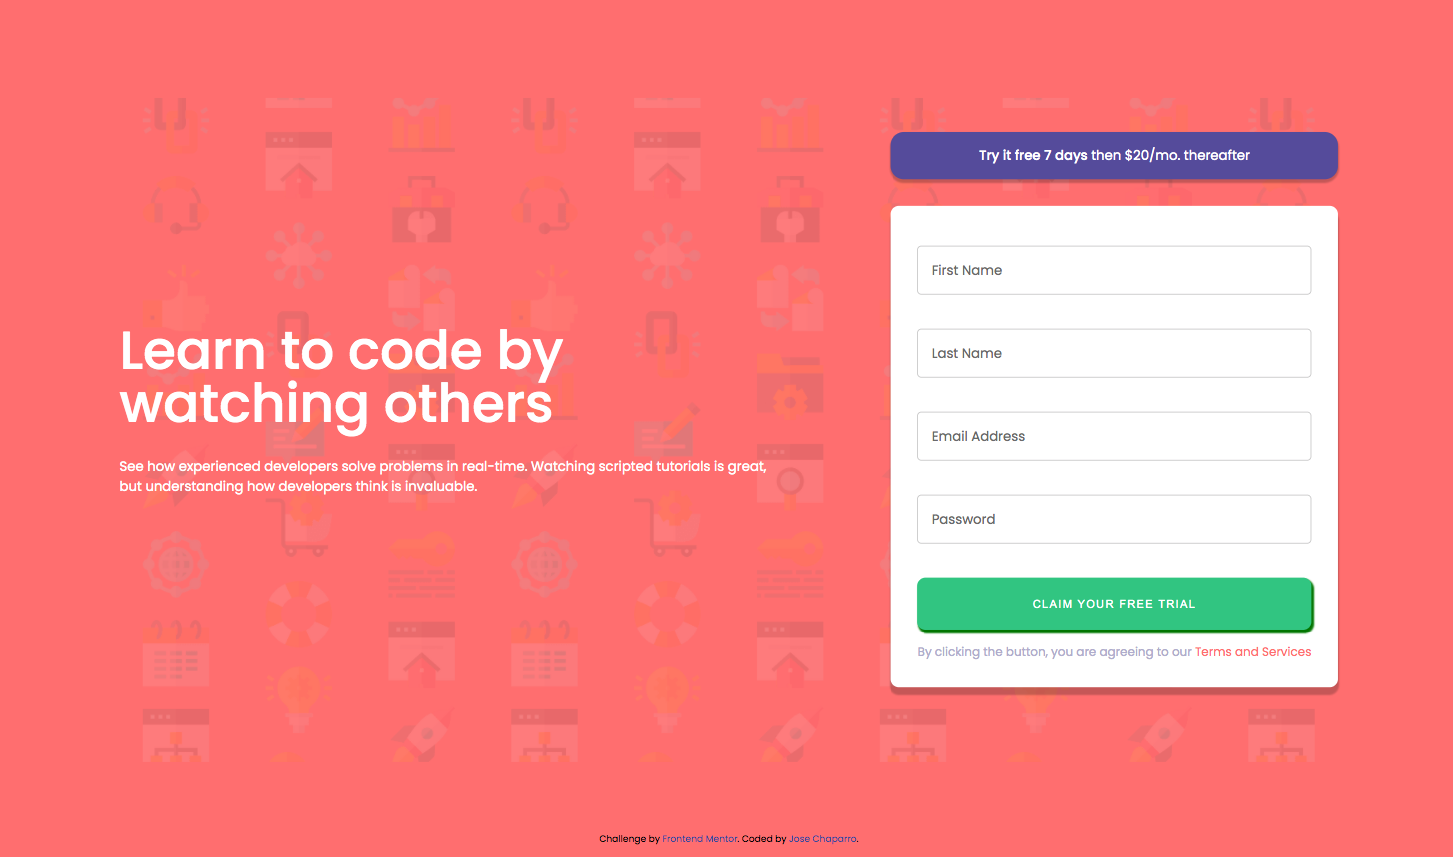 Learn to code by
watching others
See how experienced developers solve problems in real-time. Watching scripted tutorials is great,
but understanding how developers think is invaluable.
Try it free 7 days then $20/mo. thereafter
First Name
Last Name
Email Address
Password
CLAIM YOUR FREE TRIAL
By clicking the button, you are agreeing to our Terms and Services
Challenge by Frontend Mentor. Coded by Jose Chaparro.